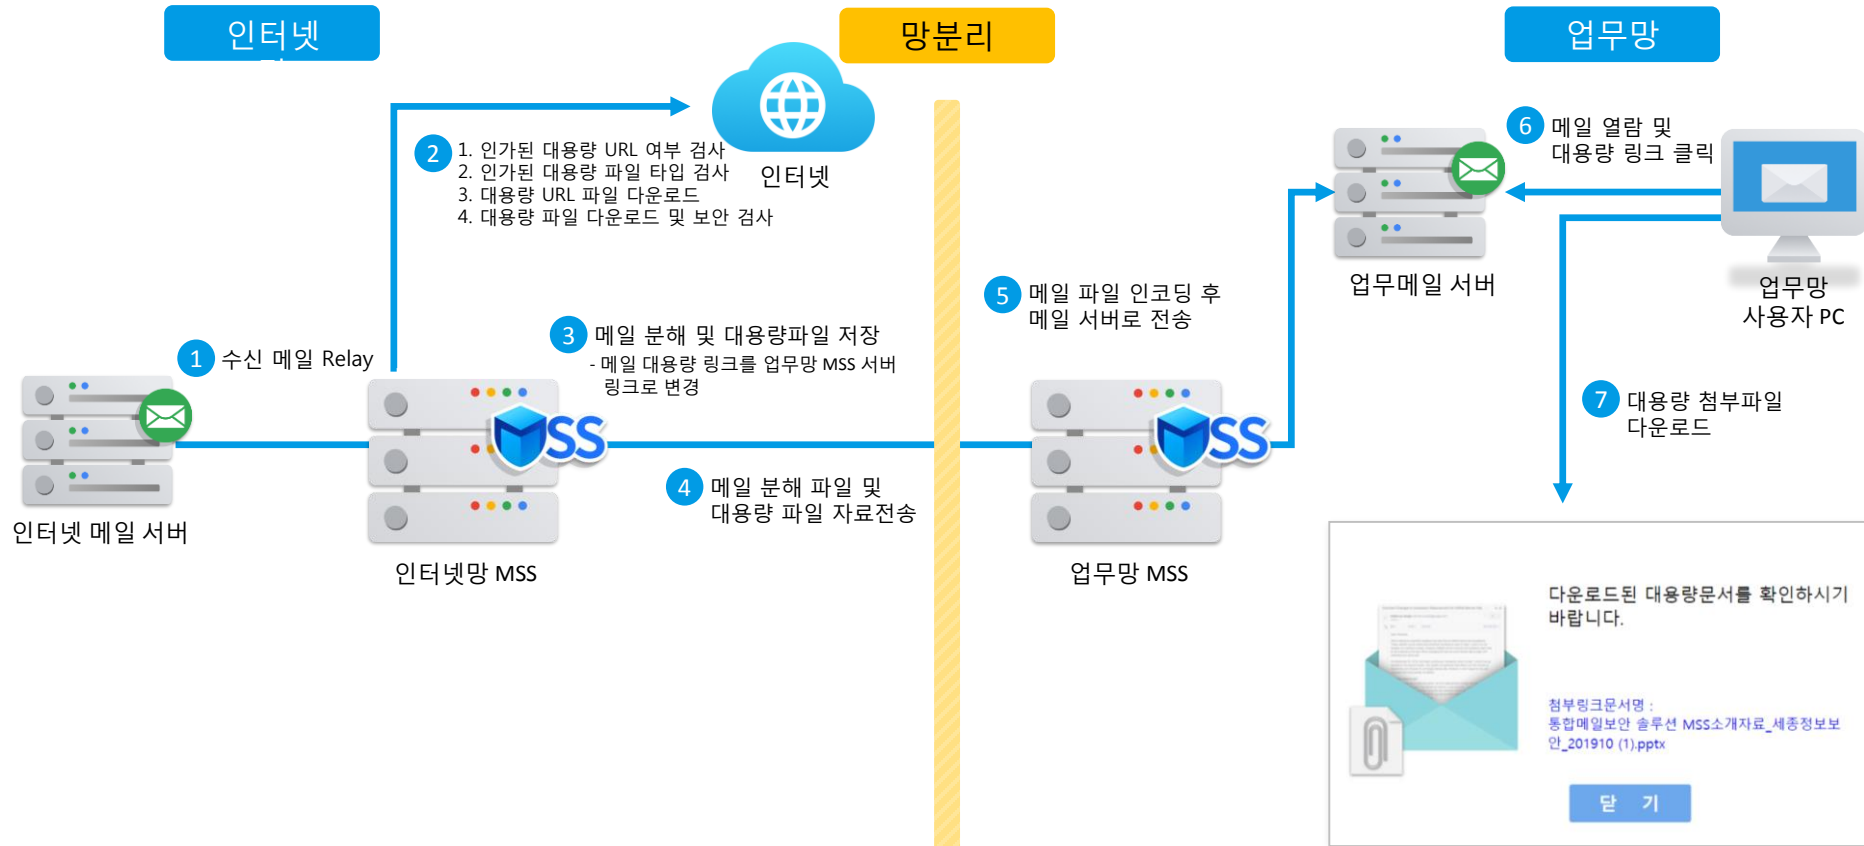 인터넷
망분리
업무망
2
1. 인가된 대용량 URL 여부 검사
2. 인가된 대용량 파일 타입 검사
3. 대용량 URL 파일 다운로드
4. 대용량 파일 다운로드 및 보안 검사
인터넷
6
메일 열람 및
대용량 링크 클릭
업무메일 서버
업무망
사용자 PC
5
메일 파일 인코딩 후
메일 서버로 전송
1
수신 메일 Relay
3
메일 분해 및 대용량파일 저장
- 메일 대용량 링크를 업무망 MSS 서버
링크로 변경
7
대용량 첨부파일
다운로드
SS
SS
4
메일 분해 파일 및
대용량 파일 자료전송
인터넷 메일 서버
인터넷망 MSS
업무망 MSS
다운로드된 대용량문서를 확인하시기
바랍니다.
첨부링크문서명 :
통합메일보안 솔루션 MSS소개자료_세종정보보
안_201910 (1).pptx
닫 기